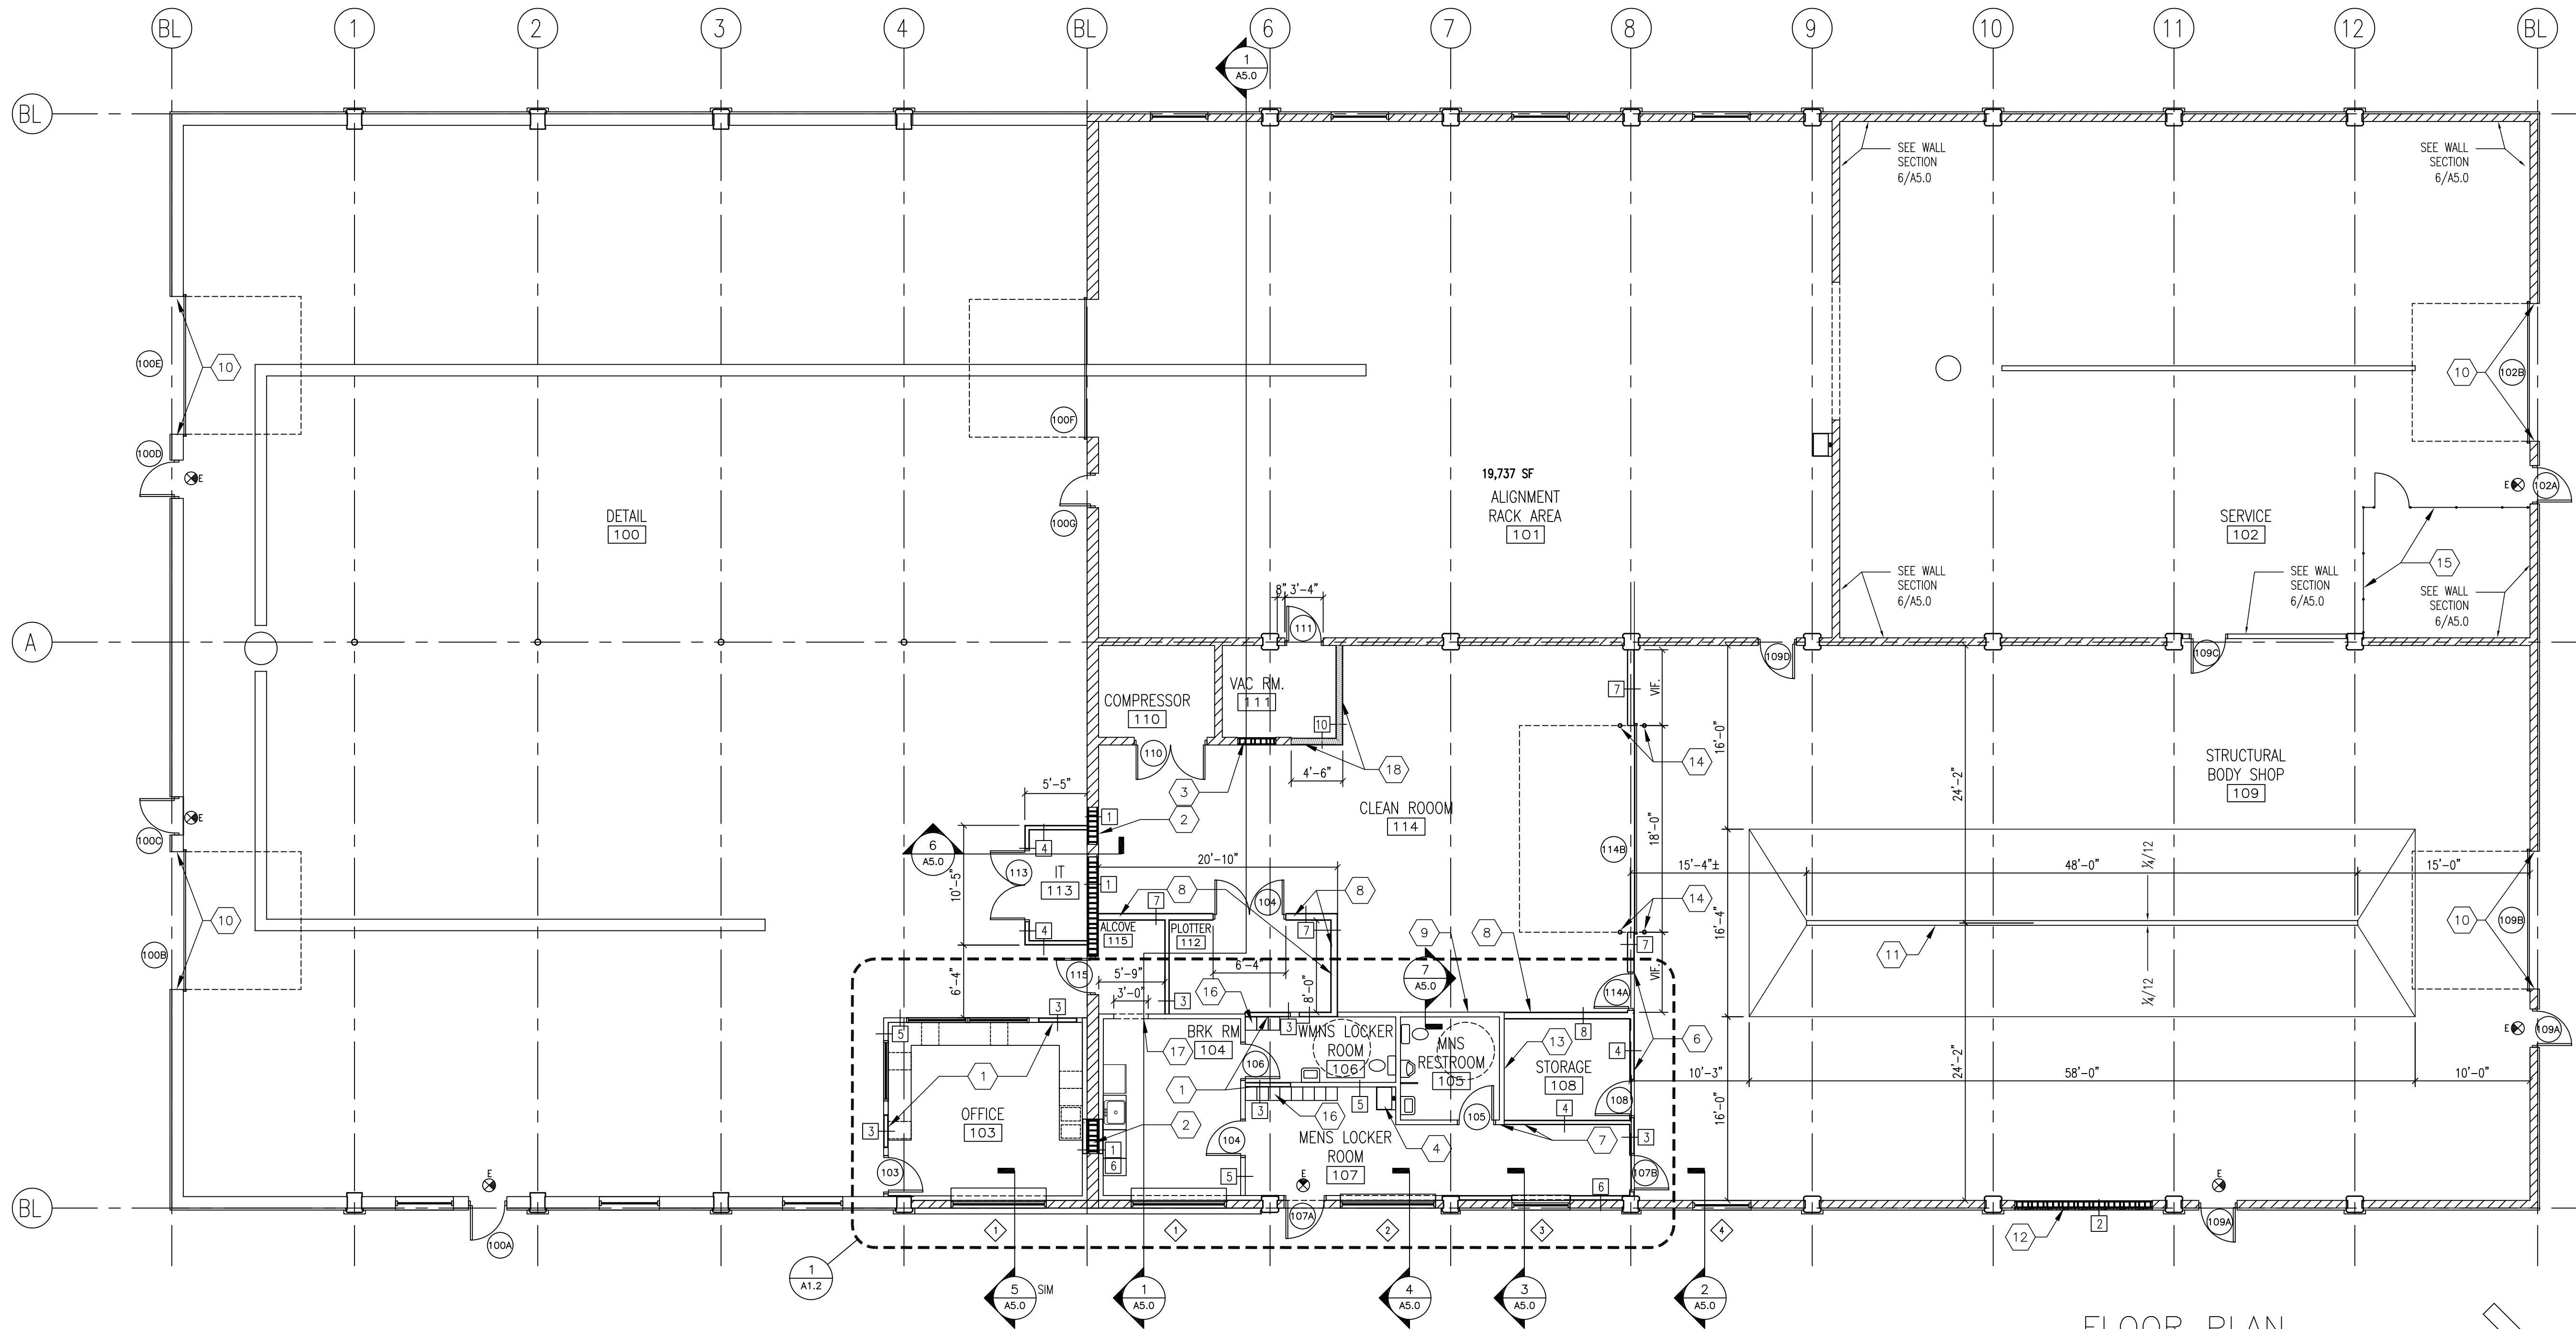 BL 1 2 3 4 BL 6 7 8 9 10 11 12 BL
1
A5.0
BL
SEE WALL
SECTION
6/A5.0
SEE WALL
SECTION
6/A5.0
100E
10
100F
10
102B
100D
E
19,737 SF
ALIGNMENT
RACK AREA
101
E
102A
DETAIL
100
100G
SERVICE
102
15
SEE WALL
SECTION
6/A5.0
SEE WALL
SECTION
6/A5.0
SEE WALL
SECTION
6/A5.0
8" 3'-4"
111
A
109D
109C
VAC RM.
111
COMPRESSOR
110
10
7
VIF.
110
18
4'-6"
3
14
16'-0"
24'-2"
STRUCTURAL
BODY SHOP
109
5'-5"
1
2
CLEAN ROOOM
114
18'-0"
114B
E
100C
6
A5.0
4
113
IT
113
10'-5"
4
1
20'-10"
8
7
104
8
7
15'-4"±
48'-0"
15'-0"
¼/12
10
100B
ALCOVE
115
PLOTTER
112
9
8
14
7
16'-4"
11
¼/12
10
109B
6'-4"
115
5'-9"
3'-0"
6'-4"
3
16
8'-0"
7
A5.0
VIF.
114A
3
5
3
8
E
109A
BRK RM
104
17
WMNS LOCKER
ROOM
106
106
MNS
RESTROOM
105
13
STORAGE
108
4
6
1
1
10'-3"
58'-0"
10'-0"
24'-2"
16'-0"
OFFICE
103
3
2
3
16
5
105
4
108
104
MENS LOCKER
ROOM
107
4
7
3
1
6
103
5
E
E
107B
6
E
100A
107A
109A
2
12
1
1
2
3
4
1
A1.2
5
A5.0
SIM
1
A5.0
4
A5.0
3
A5.0
2
A5.0
FLOOR PLAN